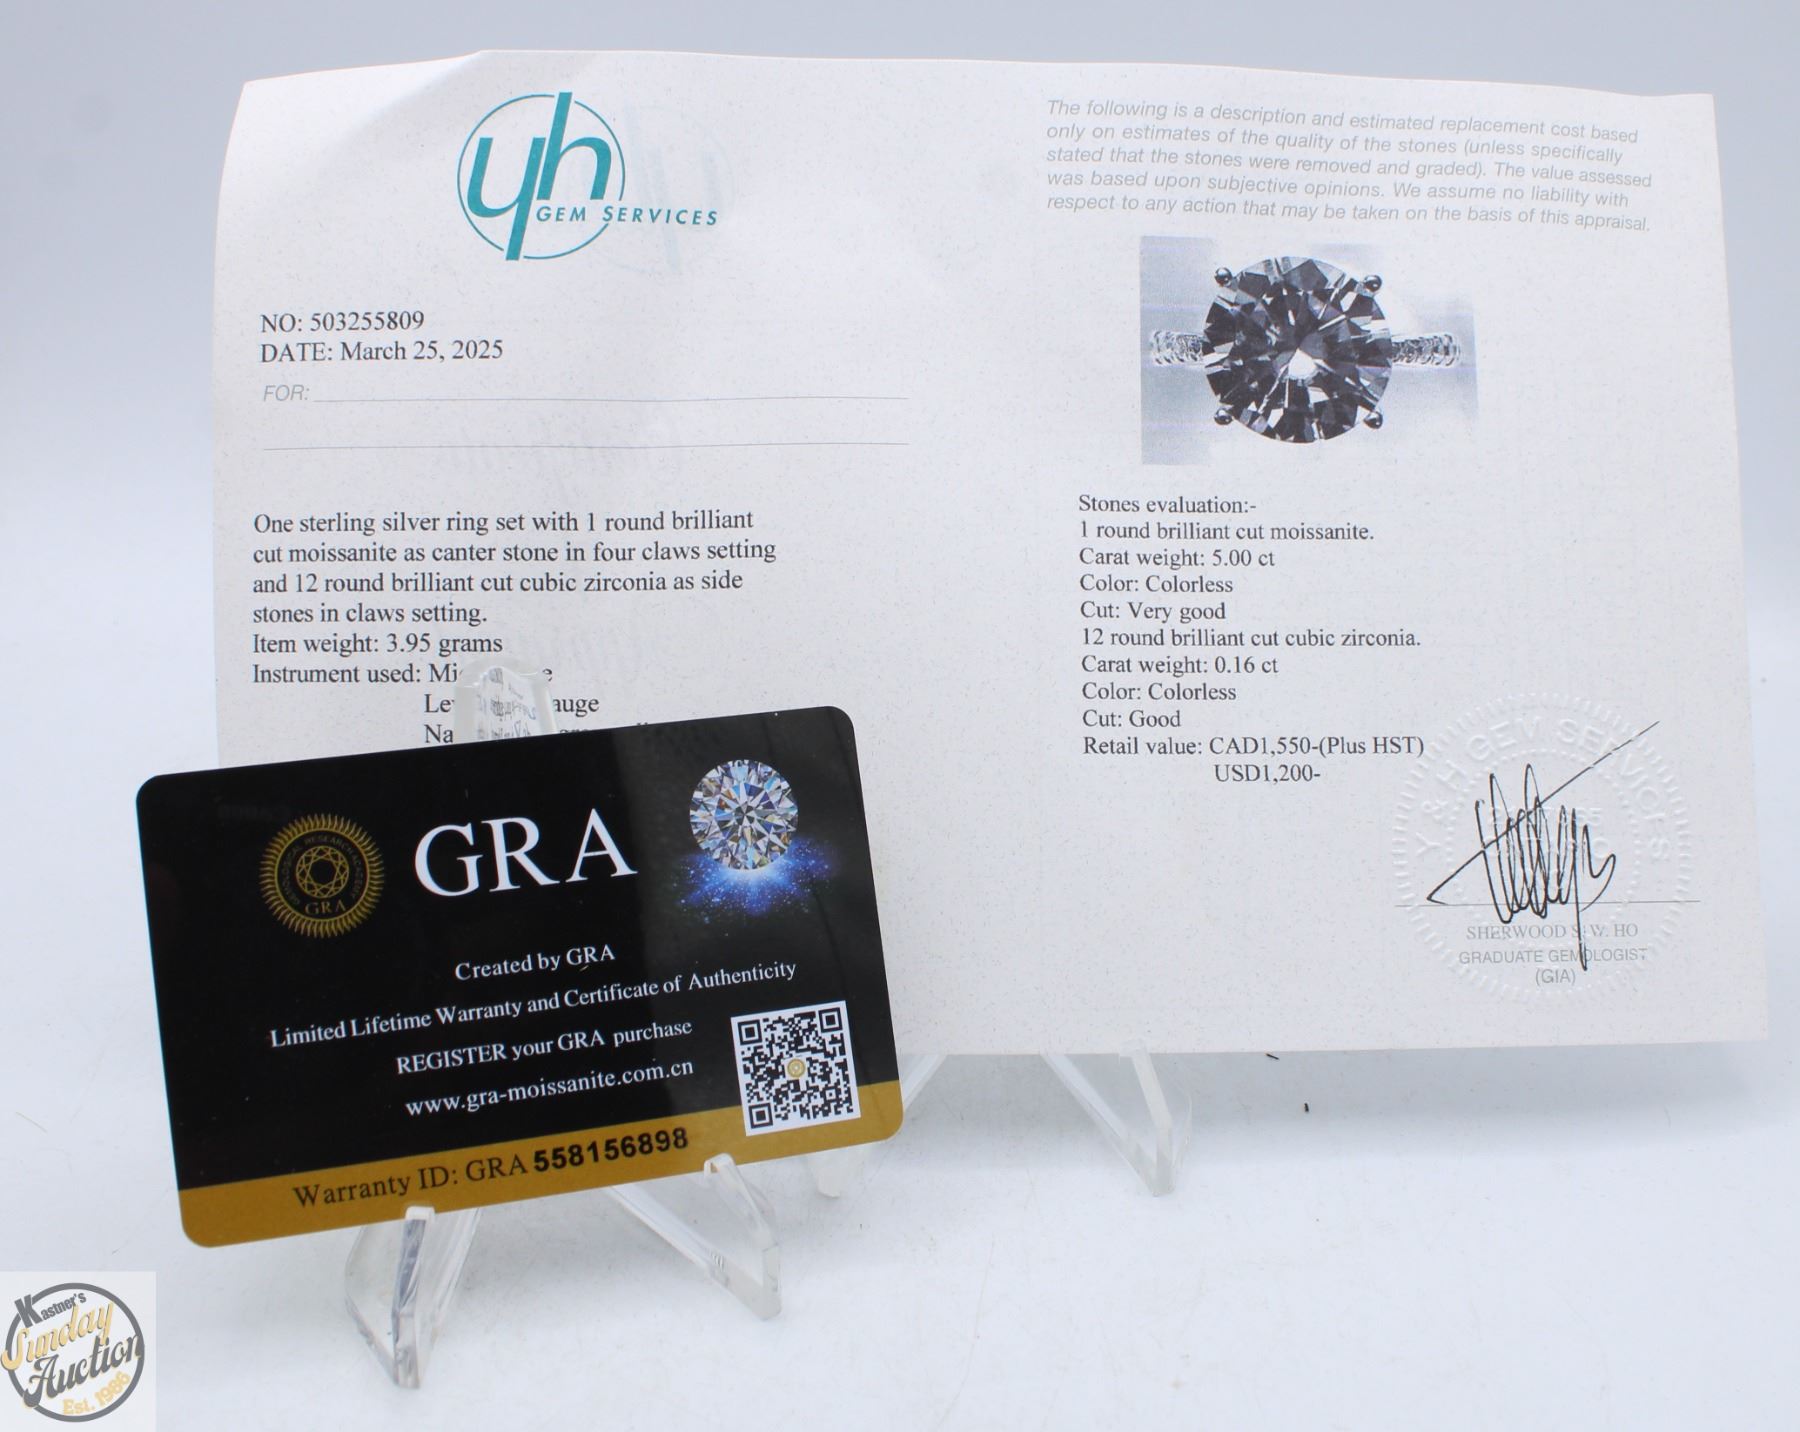 yh
GEM SERVICES
NO: 503255809
DATE: March 25, 2025
FOR:
One sterling silver ring set with 1 round brilliant
cut moissanite as canter stone in four claws setting
and 12 round brilliant cut cubic zirconia as side
stones in claws setting.
Item weight: 3.95 grams
Instrument used:
The following is a description and estimated replacement cost based
only on estimates of the quality of the stones (unless specifically
stated that the stones were removed and graded). The value assessed
was based upon subjective opinions. We assume no liability with
respect to any action that may be taken on the basis of this appraisal.
Stones evaluation:-
1 round brilliant cut moissanite.
Carat weight: 5.00 ct
Color: Colorless
Cut: Very good
12 round brilliant cut cubic zirconia.
Carat weight: 0.16 ct
Color: Colorless
Cut: Good
Retail value: CAD1,550-(Plus HST)
USD1,200-
Y & H GEM SERVICES
SHERWOOD S. W. HO
GRADUATE GEMOLOGIST
(GIA)
GEMOLOGICAL RESEARCH ACADEMY
GRA
GRA
Created by GRA
Limited Lifetime Warranty and Certificate of Authenticity
REGISTER your GRA purchase
www.gra-moissanite.com.cn
Warranty ID: GRA 558156898
Kastner's
Sunday
Auction
Est. 1986